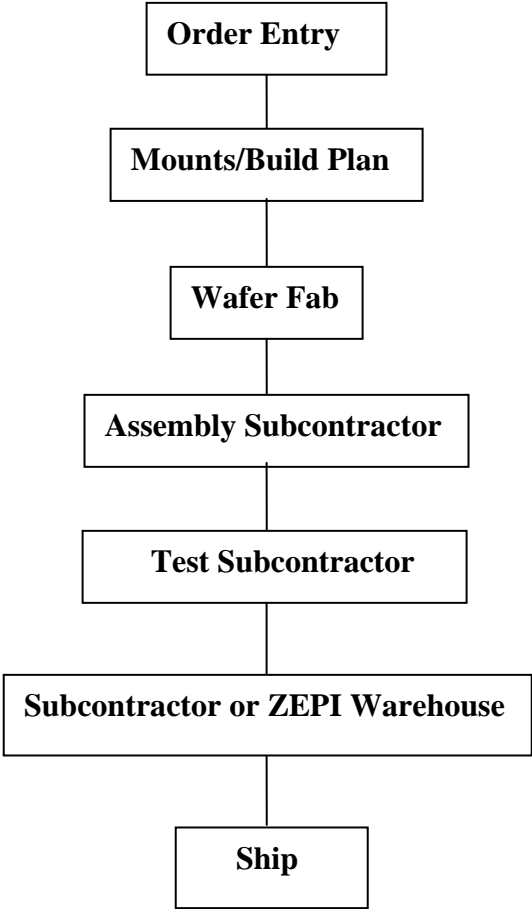 Order Entry
Mounts/Build Plan
Wafer Fab
Assembly Subcontractor
Test Subcontractor
Subcontractor or ZEPI Warehouse
Ship